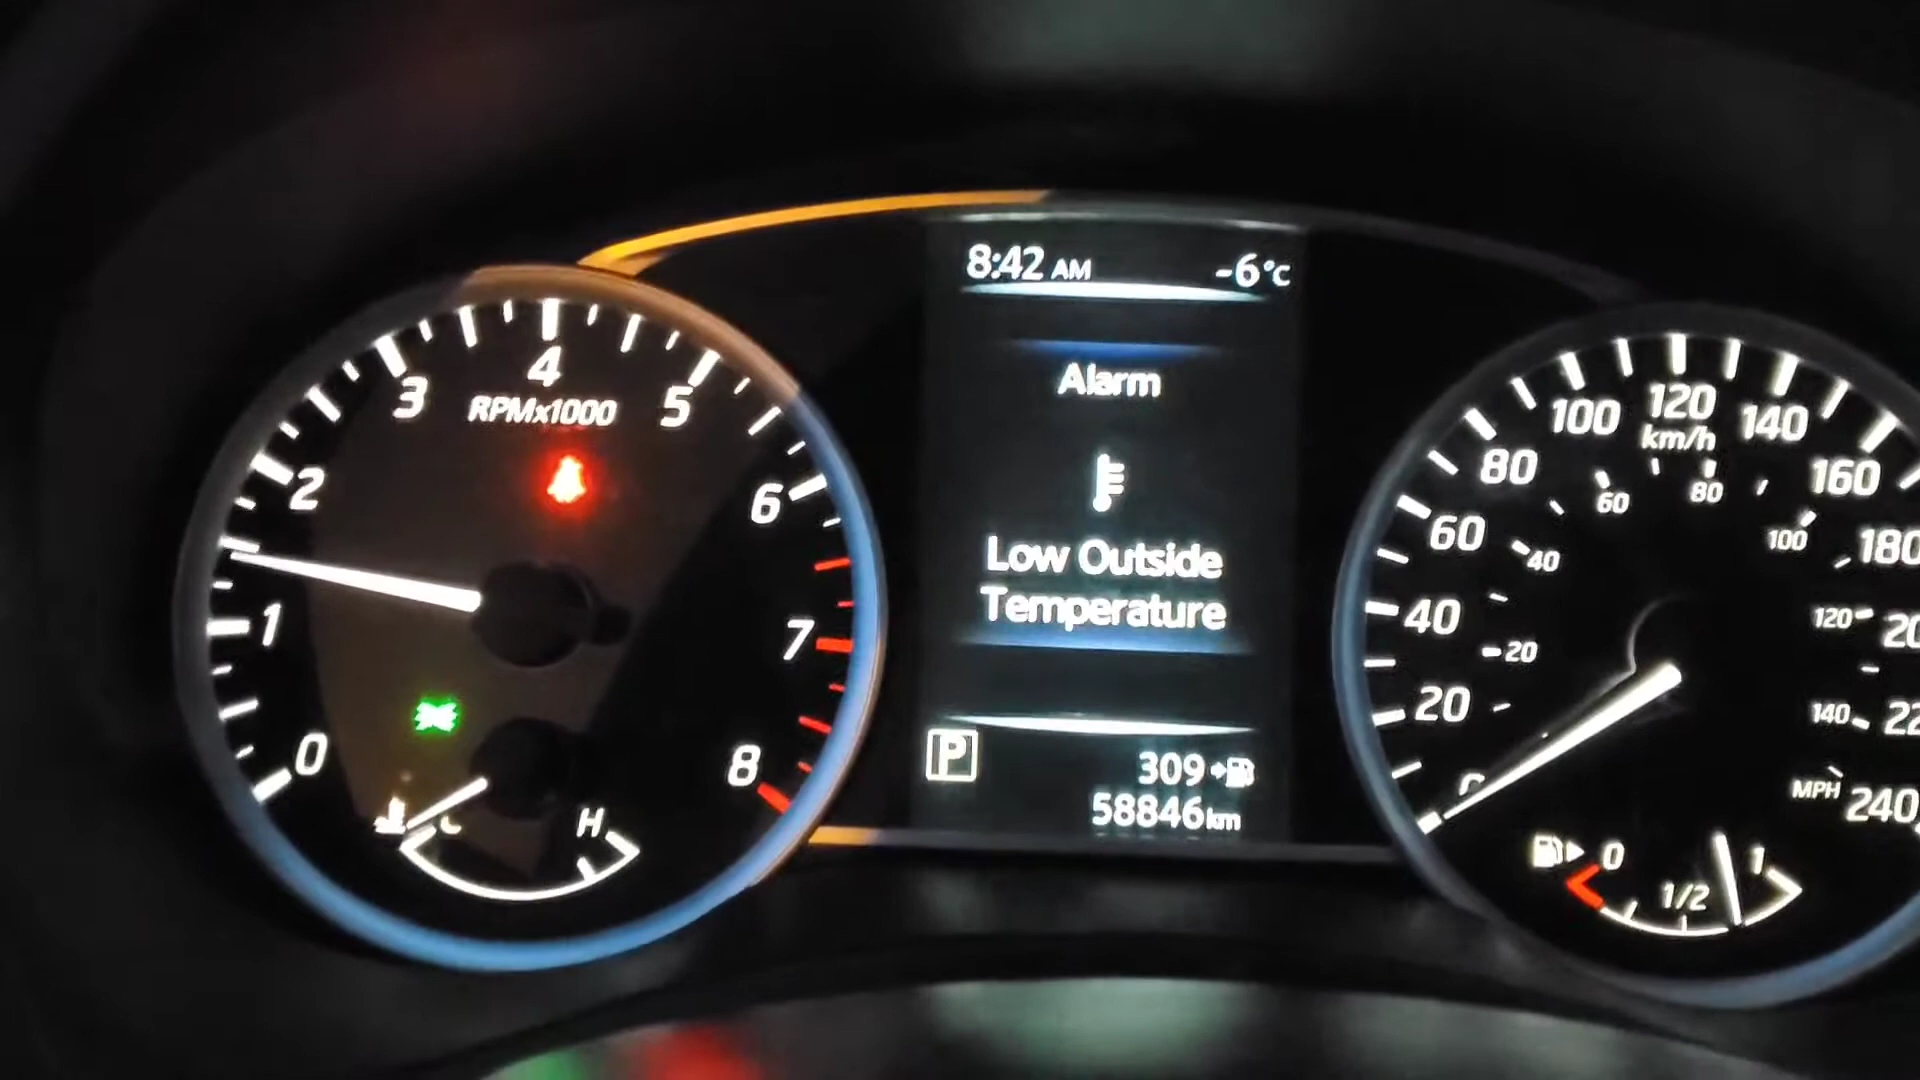 8:42 AM -6°C
Alarm
Low Outside
Temperature
P
309
58846km
0
1
2
3
4
5
6
7
8
RPMx1000
C H
20
40
60
80
100
120
140
160
180
240
km/h
20
40
60
80
100
120
140
MPH
0 1/2 1